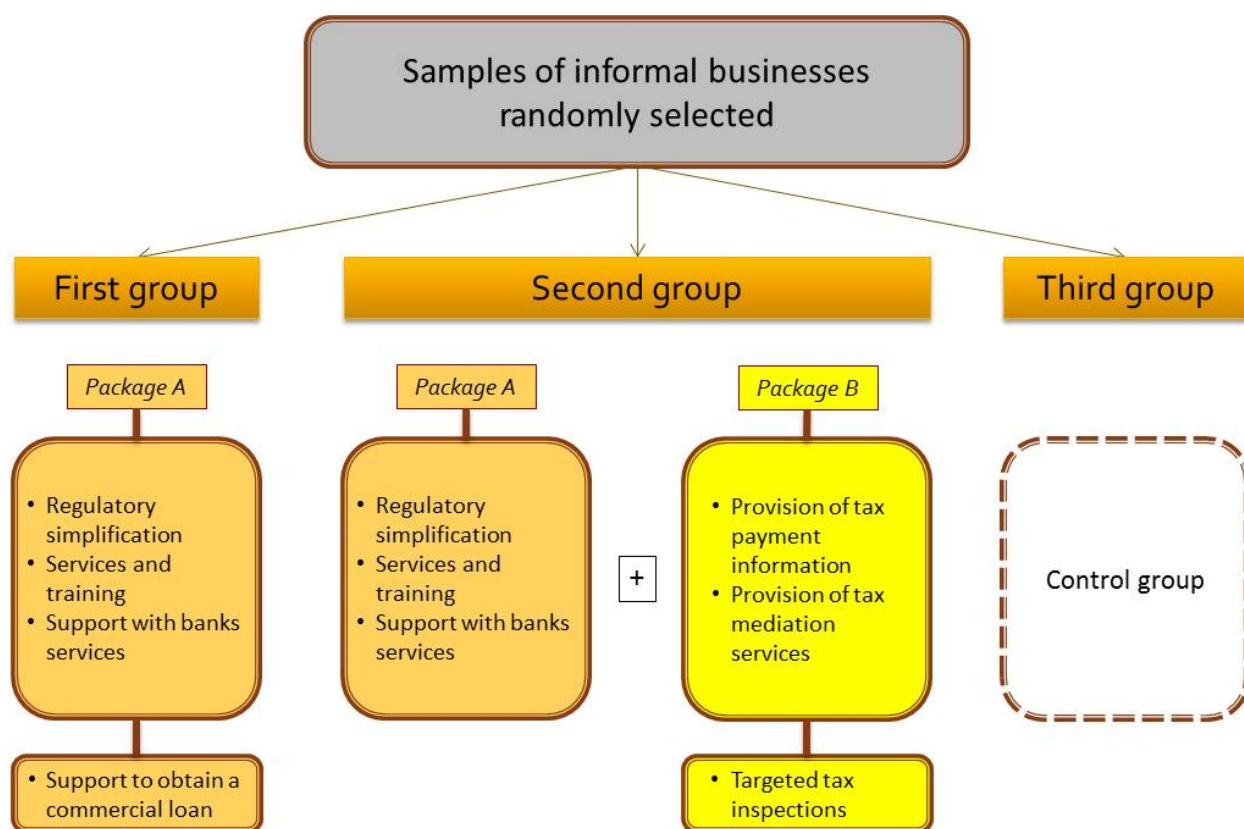 Samples of informal businesses
randomly selected
First group
Second group
Third group
Package A
• Regulatory
simplification
• Services and
training
• Support with banks
services
• Support to obtain a
commercial loan
Package A
• Regulatory
simplification
• Services and
training
• Support with banks
services
+
Package B
• Provision of tax
payment
information
• Provision of tax
mediation
services
• Targeted tax
inspections
Control group